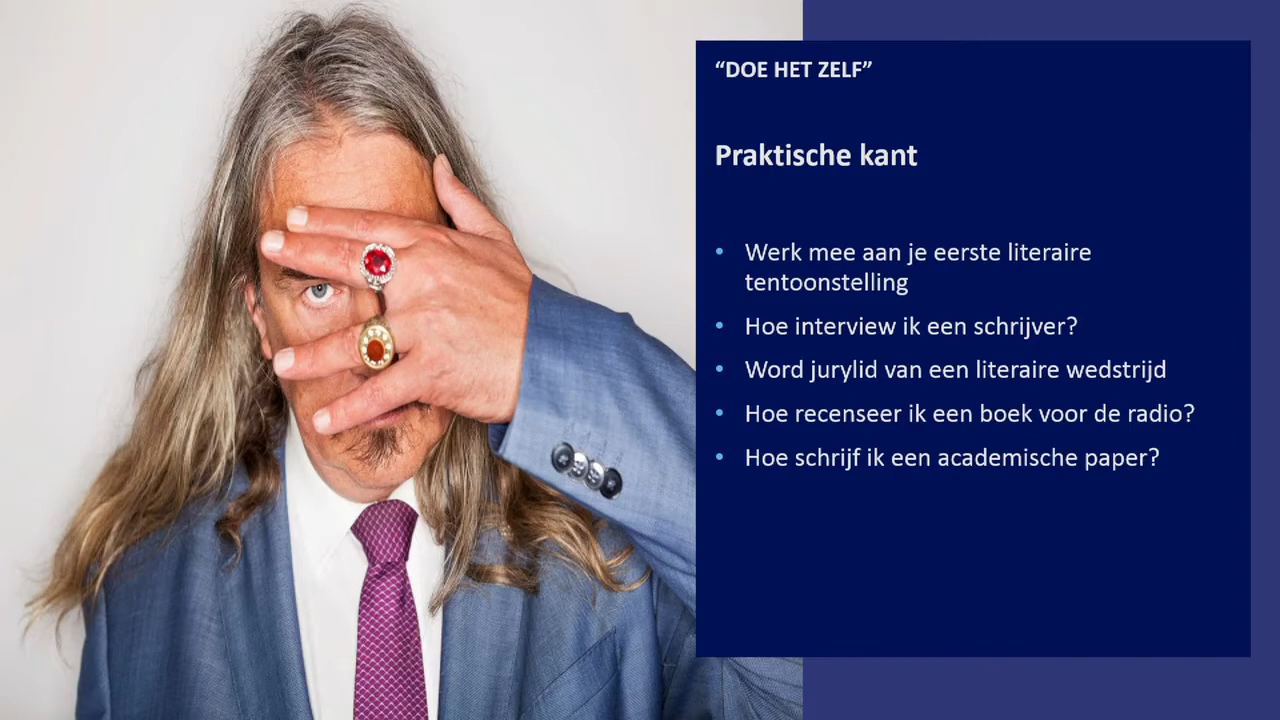 “DOE HET ZELF”
Praktische kant
• Werk mee aan je eerste literaire
tentoonstelling
• Hoe interview ik een schrijver?
• Word jurylid van een literaire wedstrijd
• Hoe recenseer ik een boek voor de radio?
• Hoe schrijf ik een academische paper?